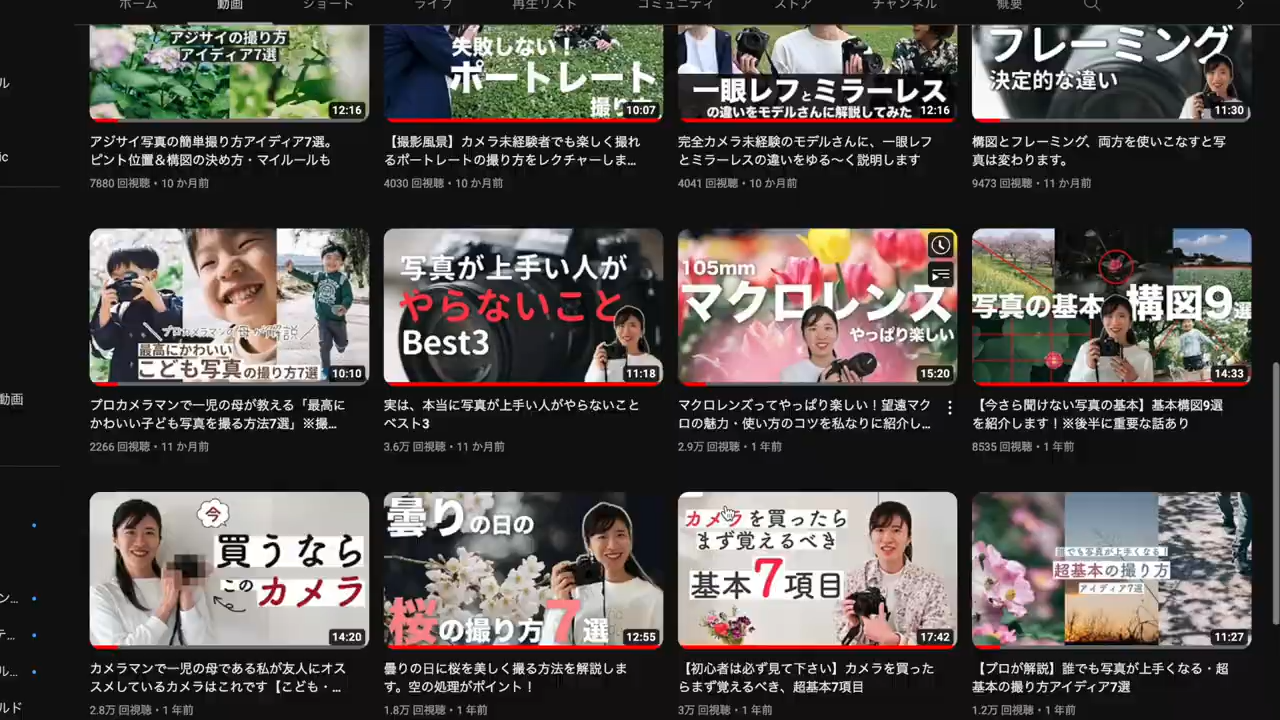 ホーム 動画 ショート ライブ 再生リスト コミュニティ ストア チャンネル 概要
アジサイの撮り方
アイディア7選
12:16
失敗しない！
ポートレート
10:07
一眼レフとミラーレス
の違いをモデルさんに解説してみた
12:16
フレーミング
決定的な違い
11:30
アジサイ写真の簡単撮り方アイディア7選。
ピント位置＆構図の決め方・マイルールも
7880 回視聴・10 か月前
【撮影風景】カメラ未経験者でも楽しく撮れ
るポートレートの撮り方をレクチャーしま...
4030 回視聴・10 か月前
完全カメラ未経験のモデルさんに、一眼レフ
とミラーレスの違いをゆる〜く説明します
4041 回視聴・10 か月前
構図とフレーミング、両方を使いこなすと写
真は変わります。
9473 回視聴・11 か月前
プロカメラマンの母が解説
最高にかわいい
こども写真の撮り方7選
10:10
写真が上手い人が
やらないこと
Best3
11:18
105mm
マクロレンズ
やっぱり楽しい
15:20
写真の基本 構図9選
14:33
プロカメラマンで一児の母が教える「最高に
かわいい子ども写真を撮る方法7選」※撮...
2266 回視聴・11 か月前
実は、本当に写真が上手い人がやらないこと
ベスト3
3.6万 回視聴・11 か月前
マクロレンズってやっぱり楽しい！望遠マク
ロの魅力・使い方のコツを私なりに紹介し...
2.9万 回視聴・1 年前
【今さら聞けない写真の基本】基本構図9選
を紹介します！※後半に重要な話あり
8535 回視聴・1 年前
今
買うなら
このカメラ
14:20
曇りの日の
桜の撮り方7選
12:55
カメラを買ったら
まず覚えるべき
基本7項目
17:42
誰でも写真が上手くなる！
超基本の撮り方
アイディア7選
11:27
カメラマンで一児の母である私が友人にオス
スメしているカメラはこれです【こども・...
2.8万 回視聴・1 年前
曇りの日に桜を美しく撮る方法を解説しま
す。空の処理がポイント！
1.8万 回視聴・1 年前
【初心者は必ず見て下さい】カメラを買った
らまず覚えるべき、超基本7項目
3万 回視聴・1 年前
【プロが解説】誰でも写真が上手くなる・超
基本の撮り方アイディア7選
1.2万 回視聴・1 年前